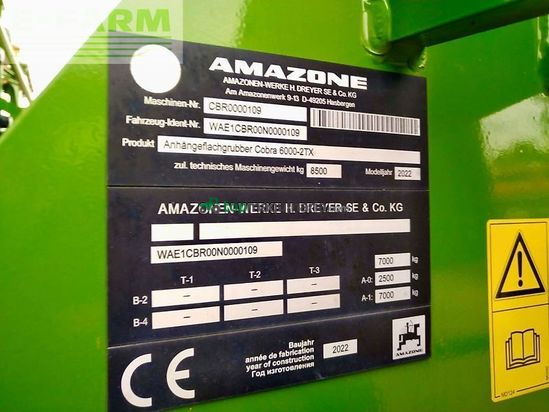 FARM
AMAZONE
AMAZONEN-WERKE H. DREYER SE & Co. KG
Am Amazonenwerk 9-13 D-49205 Hasbergen
Maschinen-Nr. CBR0000109
Fahrzeug-Ident-Nr. WAE1CBR00N0000109
Produkt Anhängeflachgrubber Cobra 6000-2TX
zul. technisches Maschinengewicht kg 8500 Modelljahr 2022
AMAZONEN-WERKE H. DREYER SE & Co. KG
WAE1CBR00N0000109
7000 kg
T-1 T-2 T-3 A-0: 2500 kg
B-2 – – – A-1: 7000 kg
B-4 – – –
Baujahr
année de fabrication
year of construction
Год изготовления
2022
AMAZONE
CE
MD124